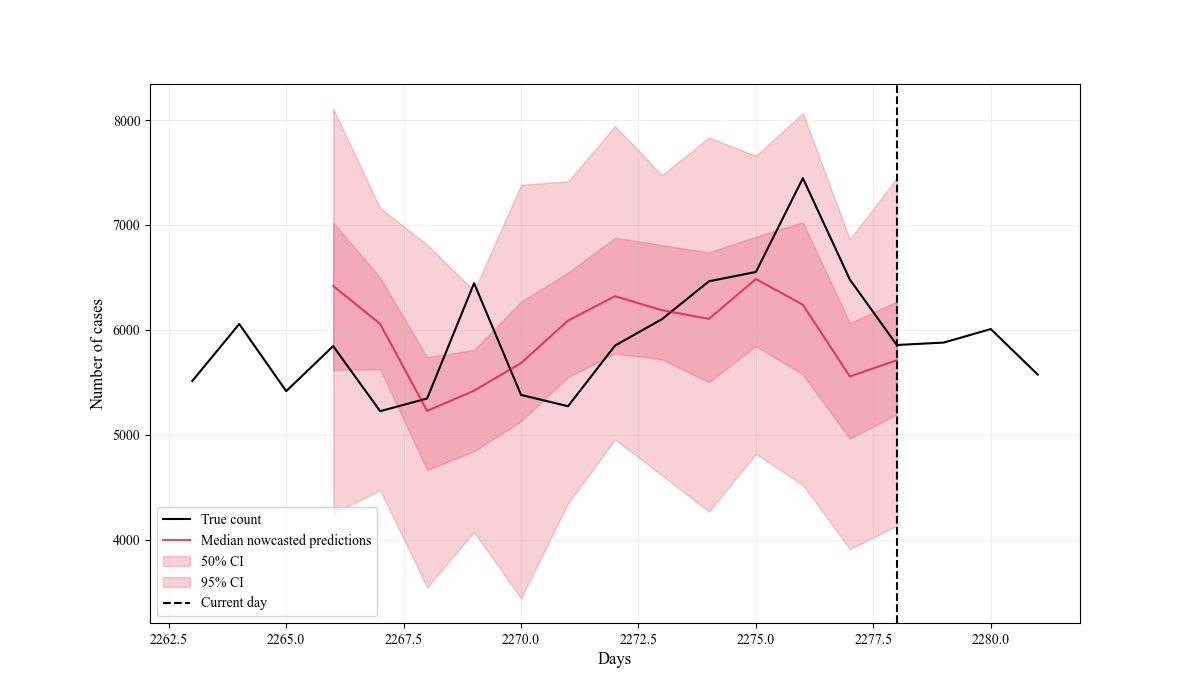 8000
7000
6000
5000
4000
Number of cases
True count
Median nowcasted predictions
50% CI
95% CI
Current day
2262.5 2265.0 2267.5 2270.0 2272.5 2275.0 2277.5 2280.0
Days